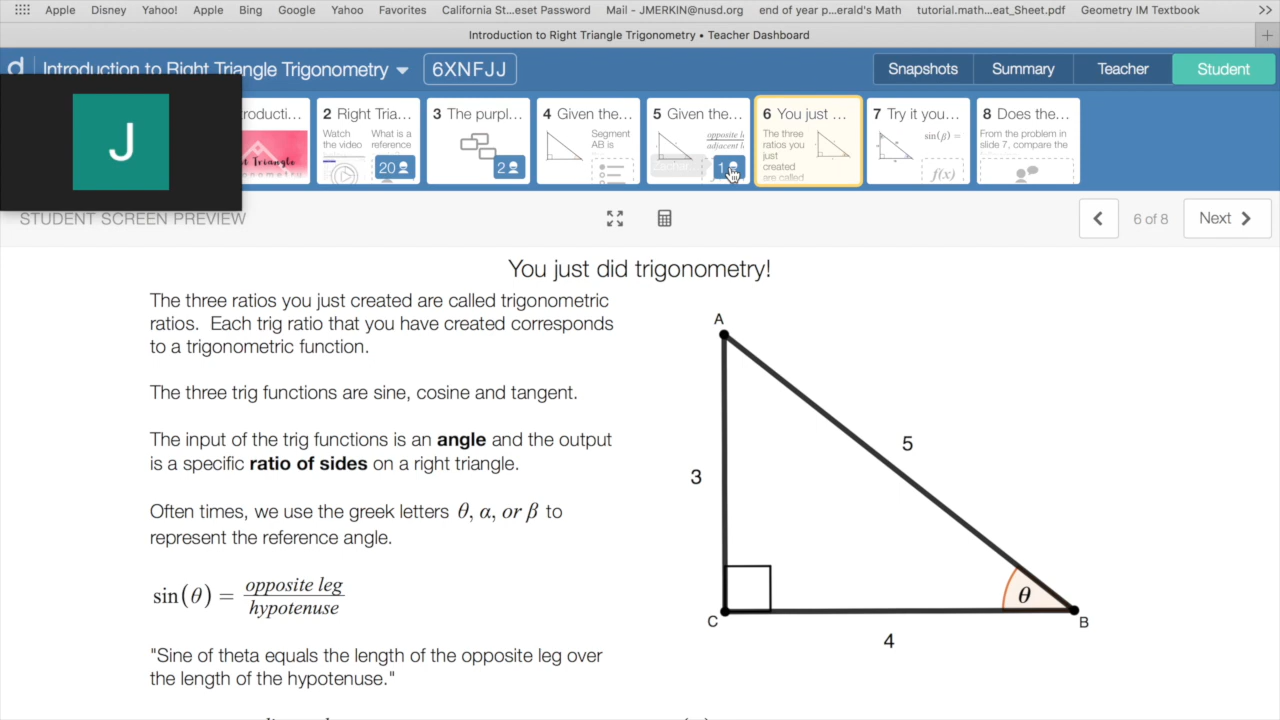 Apple Disney Yahoo! Apple Bing Google Yahoo Favorites California St...eset Password Mail - JMERKIN@nusd.org end of year p...erald's Math tutorial.math...eat_Sheet.pdf Geometry IM Textbook
Introduction to Right Triangle Trigonometry • Teacher Dashboard
d Introduction to Right Triangle Trigonometry 6XNFJJ Snapshots Summary Teacher Student
J
roducti... 2 Right Tria... 3 The purpl... 4 Given the... 5 Given the... 6 You just ... 7 Try it you... 8 Does the...
Watch the video What is a reference 20
2
Segment AB is
opposite l
adjacent l
1
The three ratios you just created are called
sin(β) =
f(x)
From the problem in slide 7, compare the
STUDENT SCREEN PREVIEW 6 of 8 Next
You just did trigonometry!
The three ratios you just created are called trigonometric
ratios. Each trig ratio that you have created corresponds
to a trigonometric function.
The three trig functions are sine, cosine and tangent.
The input of the trig functions is an angle and the output
is a specific ratio of sides on a right triangle.
Often times, we use the greek letters θ, α, or β to
represent the reference angle.
sin(θ) = opposite leg / hypotenuse
"Sine of theta equals the length of the opposite leg over
the length of the hypotenuse."
A
5
3
θ
C
B
4